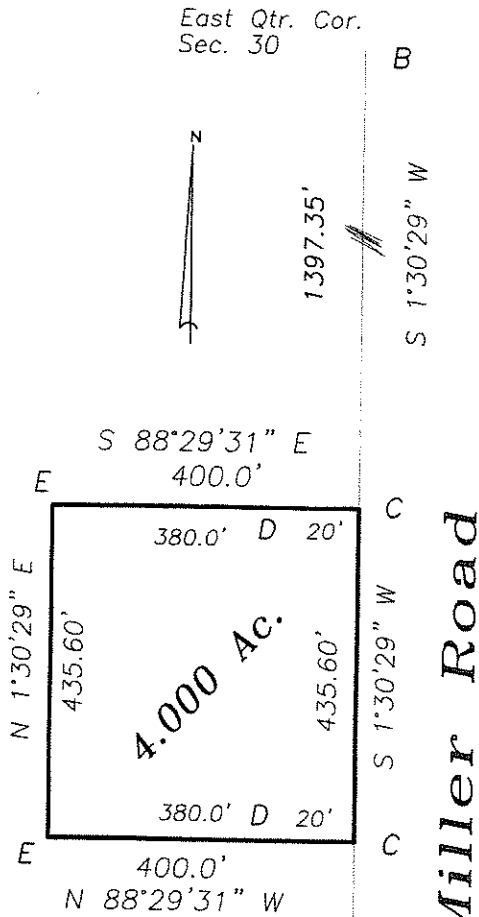 East Qtr. Cor.
Sec. 30
B
N
1397.35'
S 1°30'29" W
S 88°29'31" E
400.0'
E
C
380.0' D 20'
N 1°30'29" E
435.60'
4.000 Ac.
435.60'
S 1°30'29" W
Miller Road
380.0' D 20'
E
C
400.0'
N 88°29'31" W